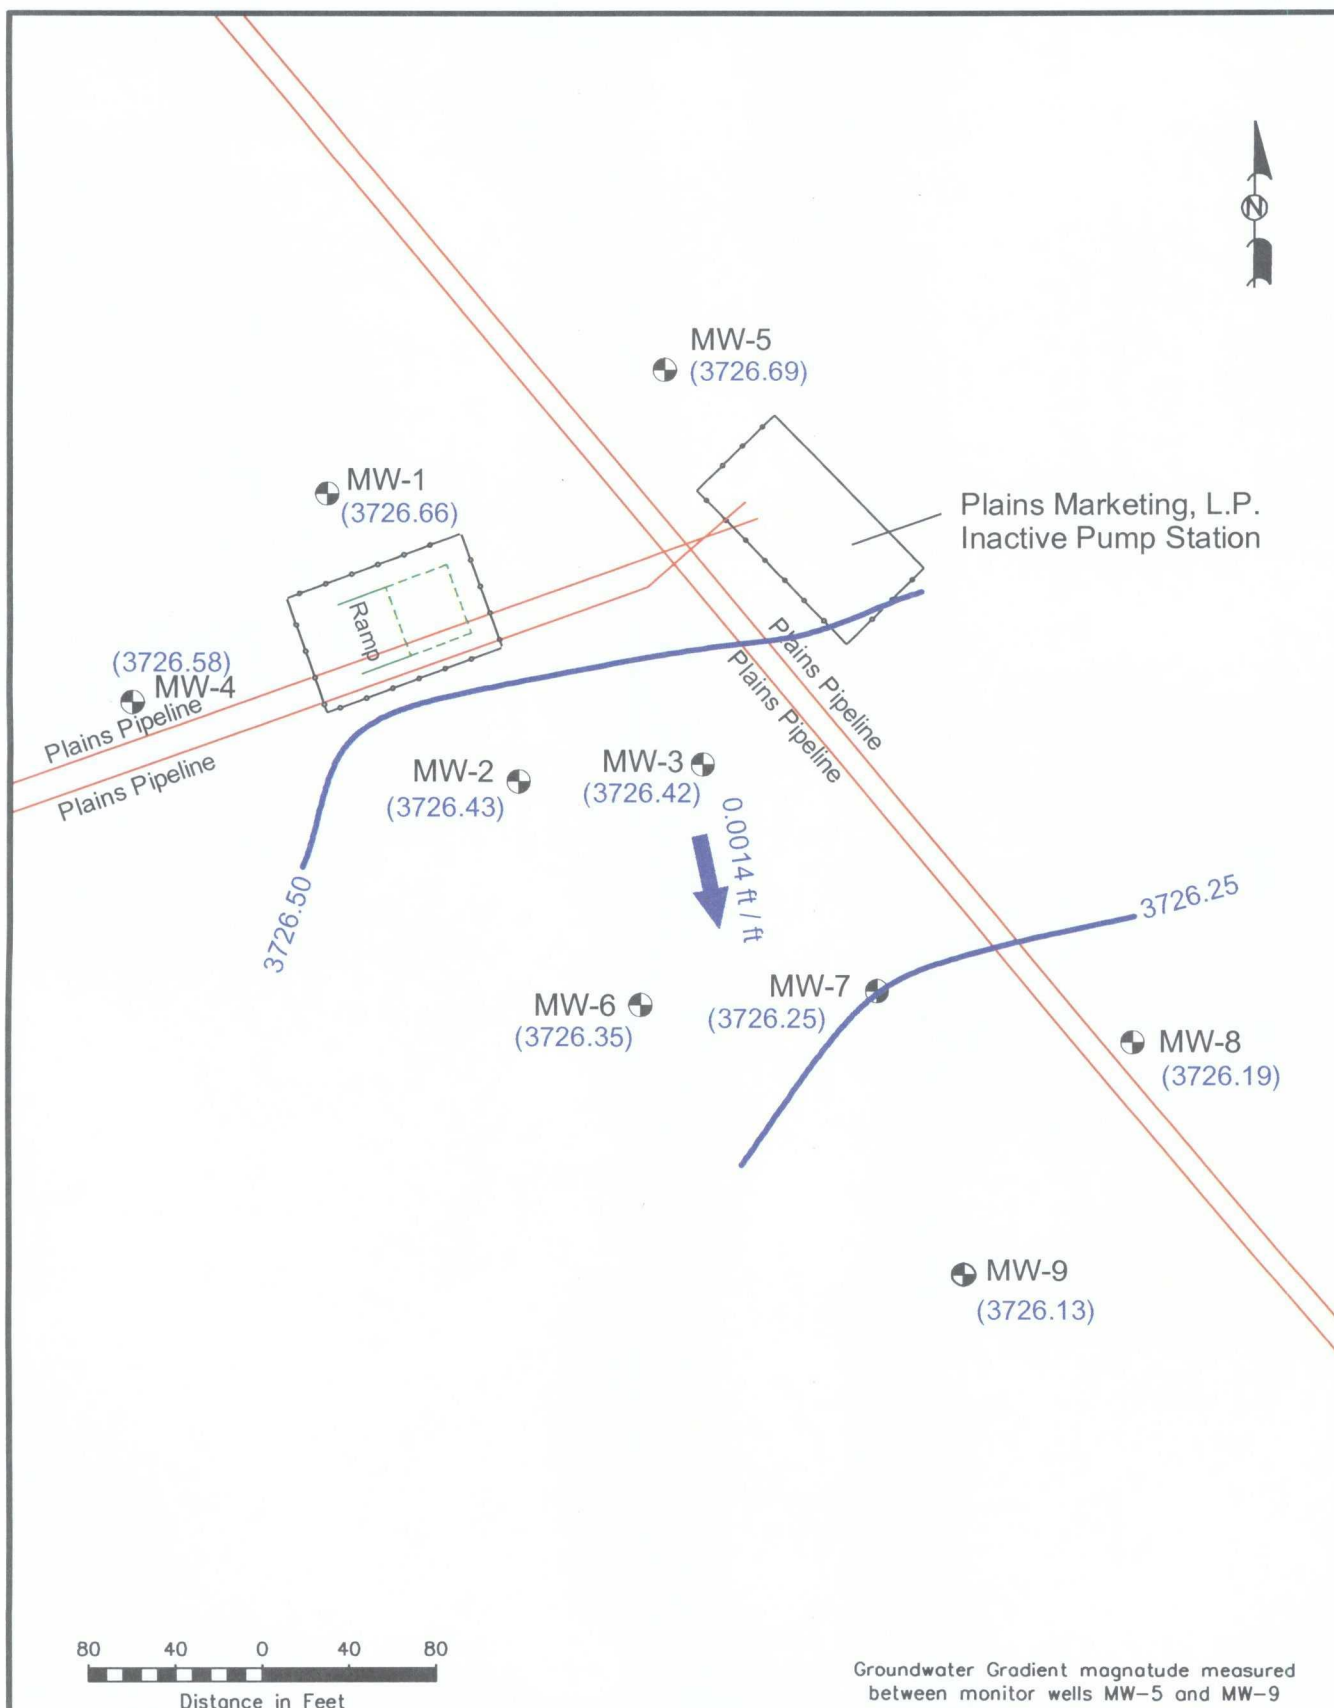 N
MW-5
(3726.69)
MW-1
(3726.66)
Plains Marketing, L.P.
Inactive Pump Station
Ramp
(3726.58)
MW-4
Plains Pipeline
Plains Pipeline
Plains Pipeline
Plains Pipeline
MW-2
(3726.43)
MW-3
(3726.42)
0.0014 ft / ft
3726.50
3726.25
MW-6
(3726.35)
MW-7
(3726.25)
MW-8
(3726.19)
MW-9
(3726.13)
80 40 0 40 80
Distance in Feet
Groundwater Gradient magnatude measured
between monitor wells MW-5 and MW-9